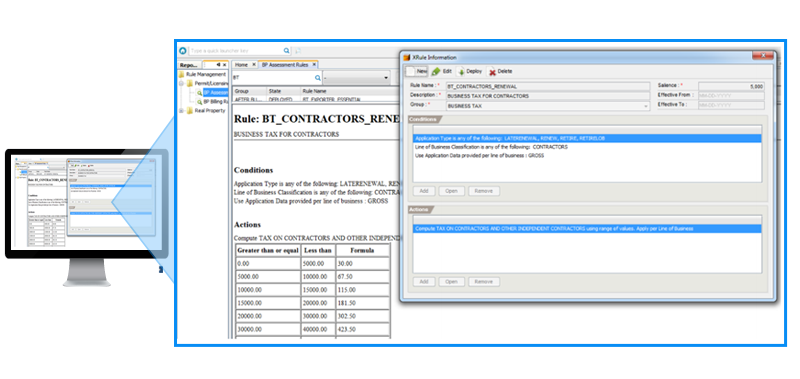 Type a quick launcher key
Repo...
Rule Management
Permit/Licensing
BP Assessm
BP Billing Ru
Real Property
Home
BP Assessment Rules
BT
-
Group State Rule Name
AFTER_BILL... DEPLOYED BT_EXPORTER_ESSENTIAL
Rule: BT_CONTRACTORS_RENE
BUSINESS TAX FOR CONTRACTORS
Conditions
Application Type is any of the following: LATERENEWAL, REN
Line of Business Classification is any of the following: CONTRA
Use Application Data provided per line of business : GROSS
Actions
Compute TAX ON CONTRACTORS AND OTHER INDEPEND
Greater than or equal Less than Formula
0.00 5000.00 30.00
5000.00 10000.00 67.50
10000.00 15000.00 115.00
15000.00 20000.00 181.50
20000.00 30000.00 302.50
30000.00 40000.00 423.50
XRule Information
New Edit Deploy Delete
Rule Name : * BT_CONTRACTORS_RENEWAL Salience : * 5,000
Description : * BUSINESS TAX FOR CONTRACTORS Effective From :
Group : * BUSINESS TAX Effective To :
Conditions
Application Type is any of the following: LATERENEWAL, RENEW, RETIRE, RETIRELOB
Line of Business Classification is any of the following: CONTRACTORS
Use Application Data provided per line of business : GROSS
Add Open Remove
Actions
Compute TAX ON CONTRACTORS AND OTHER INDEPENDENT CONTRACTORS using range of values. Apply per Line of Business
Add Open Remove